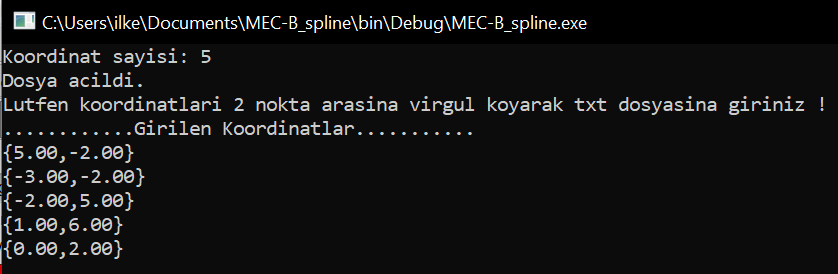 C:\Users\ilke\Documents\MEC-B_spline\bin\Debug\MEC-B_spline.exe
Koordinat sayisi: 5
Dosya acildi.
Lutfen koordinatlari 2 nokta arasina virgul koyarak txt dosyasina giriniz !
............Girilen Koordinatlar...........
{5.00,-2.00}
{-3.00,-2.00}
{-2.00,5.00}
{1.00,6.00}
{0.00,2.00}